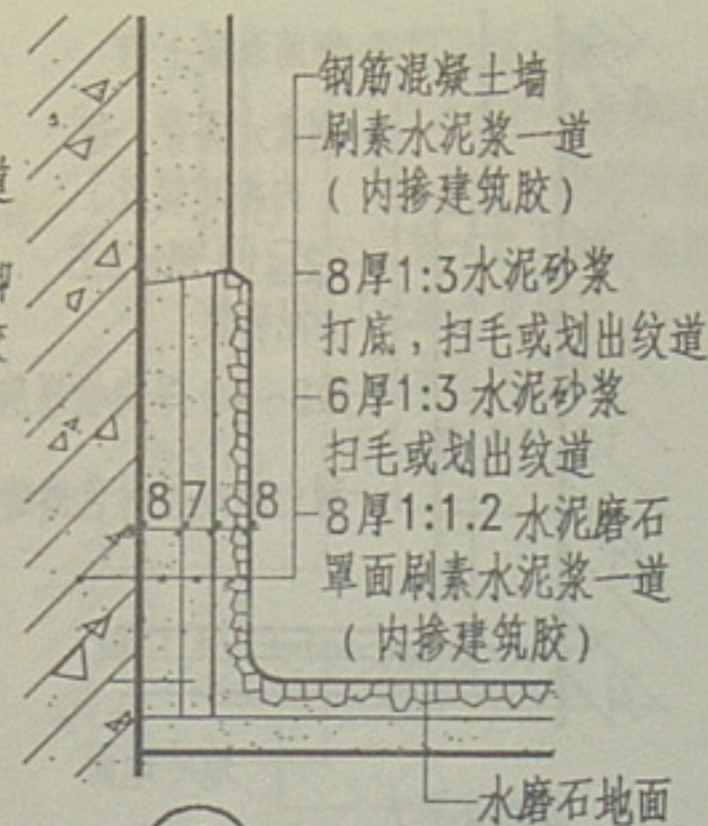 钢筋混凝土墙
刷素水泥浆一道
(内掺建筑胶)
8厚1:3水泥砂浆
打底,扫毛或划出纹道
6厚1:3水泥砂浆
扫毛或划出纹道
8厚1:1.2水泥磨石
罩面刷素水泥浆一道
(内掺建筑胶)
8 7 8
水磨石地面
道